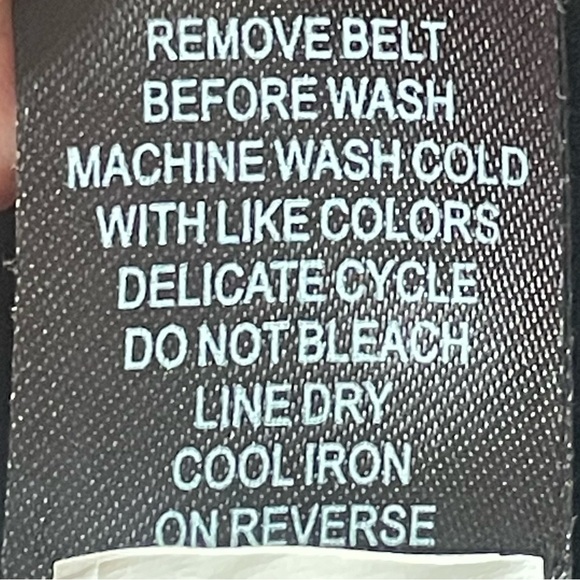 REMOVE BELT
BEFORE WASH
MACHINE WASH COLD
WITH LIKE COLORS
DELICATE CYCLE
DO NOT BLEACH
LINE DRY
COOL IRON
ON REVERSE